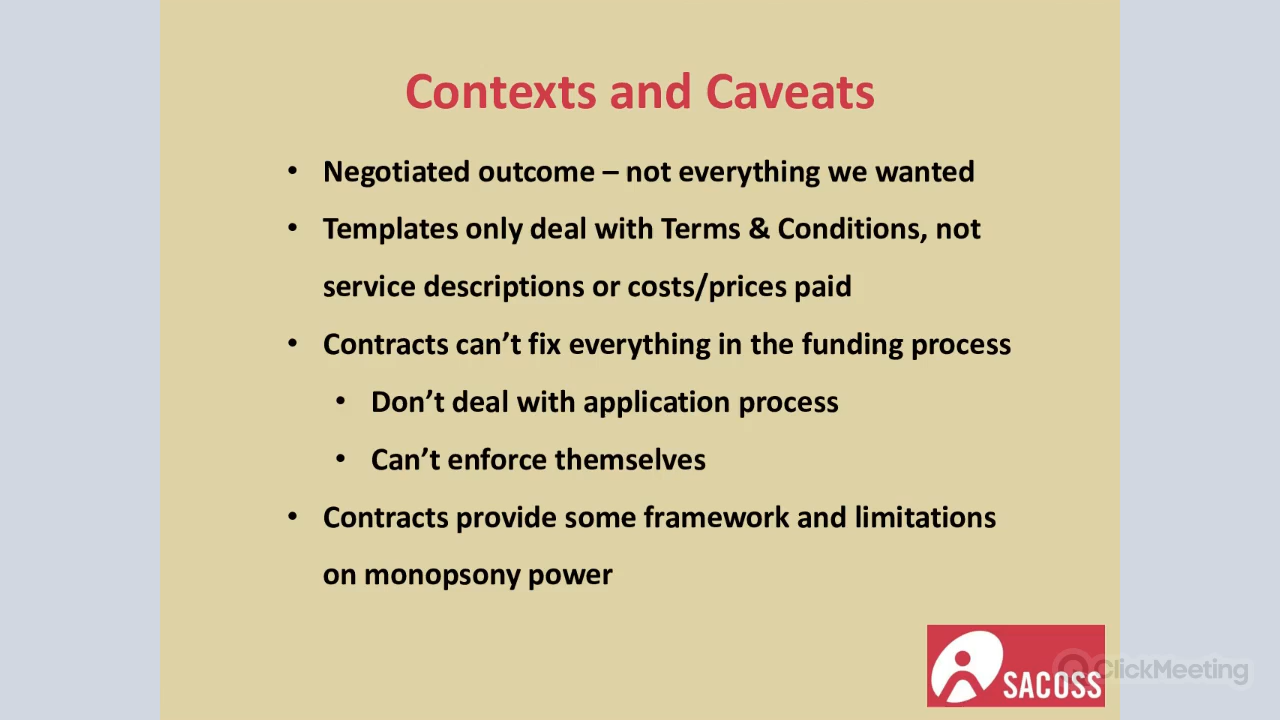 Contexts and Caveats
• Negotiated outcome – not everything we wanted
• Templates only deal with Terms & Conditions, not
service descriptions or costs/prices paid
• Contracts can’t fix everything in the funding process
• Don’t deal with application process
• Can’t enforce themselves
• Contracts provide some framework and limitations
on monopsony power
SACOSS
ClickMeeting